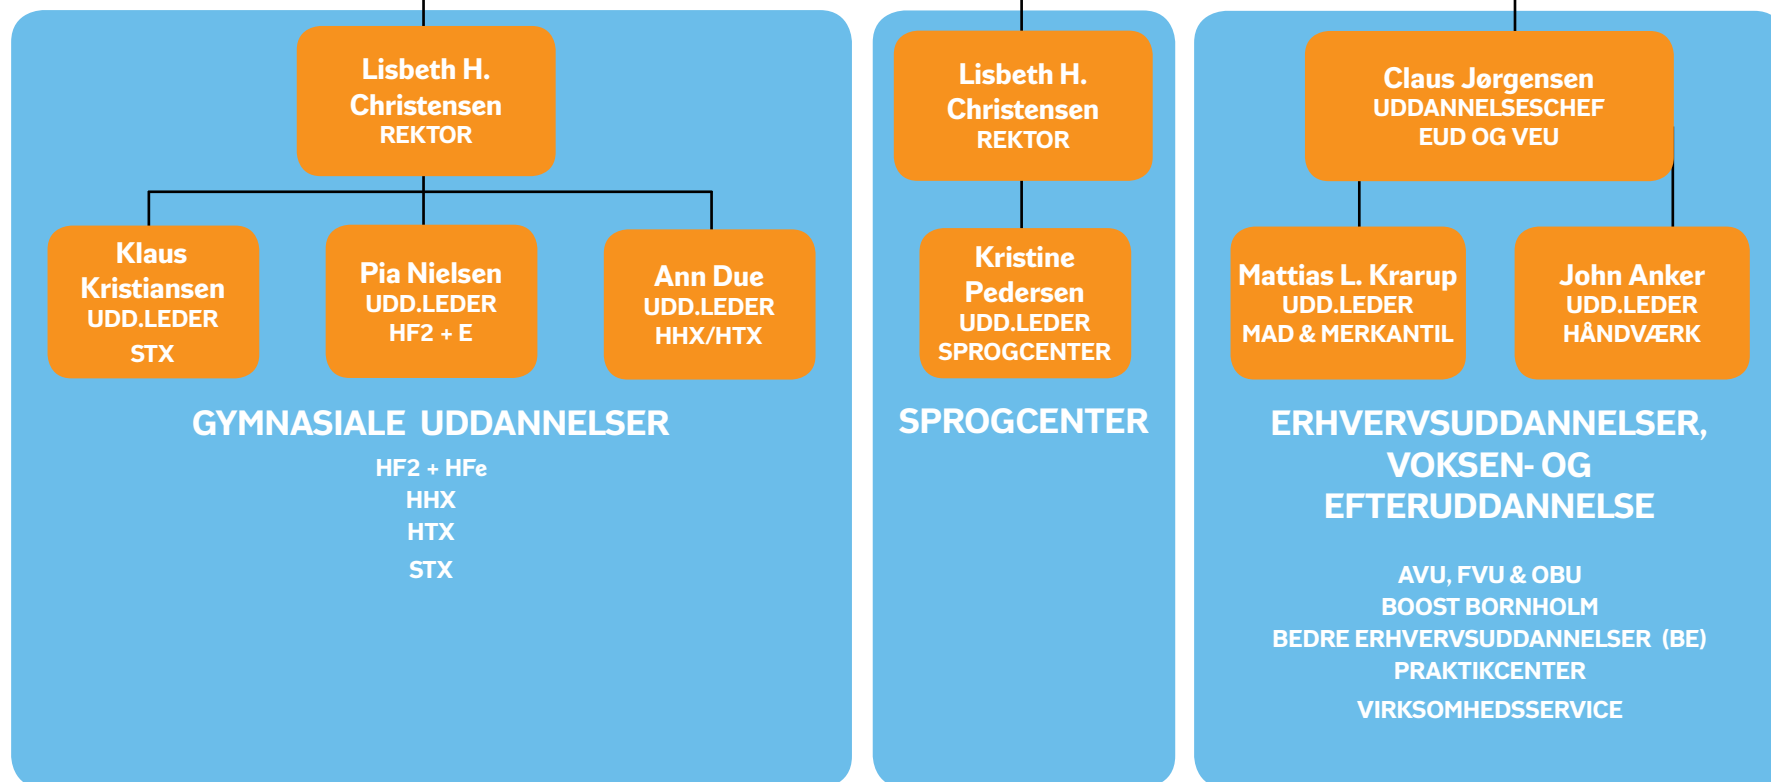 Lisbeth H.
Christensen
REKTOR
Klaus
Kristiansen
UDD.LEDER
STX
Pia Nielsen
UDD.LEDER
HF2 + E
Ann Due
UDD.LEDER
HHX/HTX
GYMNASIALE UDDANNELSER
HF2 + HFe
HHX
HTX
STX
Lisbeth H.
Christensen
REKTOR
Kristine
Pedersen
UDD.LEDER
SPROGCENTER
SPROGCENTER
Claus Jørgensen
UDDANNELSESCHEF
EUD OG VEU
Mattias L. Krarup
UDD.LEDER
MAD & MERKANTIL
John Anker
UDD.LEDER
HÅNDVÆRK
ERHVERVSUDDANNELSER,
VOKSEN- OG
EFTERUDDANNELSE
AVU, FVU & OBU
BOOST BORNHOLM
BEDRE ERHVERVSUDDANNELSER (BE)
PRAKTIKCENTER
VIRKSOMHEDSSERVICE